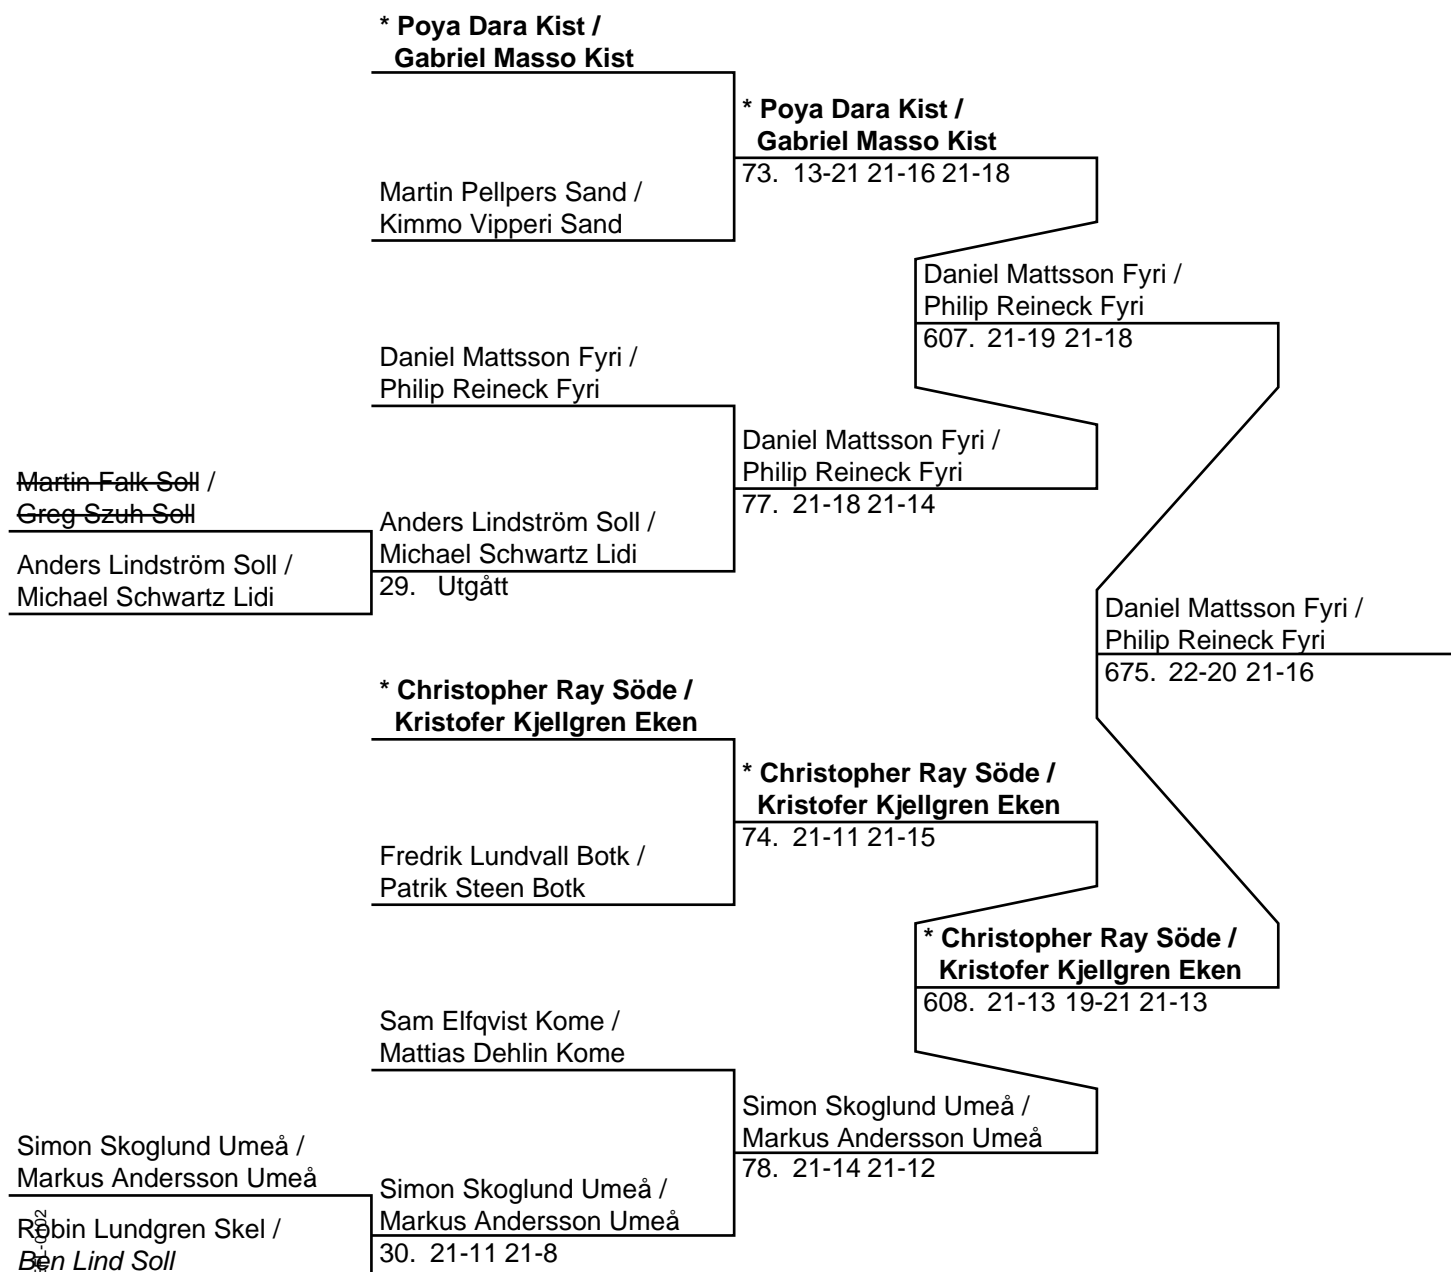 * Poya Dara Kist /
Gabriel Masso Kist
* Poya Dara Kist /
Gabriel Masso Kist
73. 13-21 21-16 21-18
Martin Pellpers Sand /
Kimmo Vipperi Sand
Daniel Mattsson Fyri /
Philip Reineck Fyri
607. 21-19 21-18
Daniel Mattsson Fyri /
Philip Reineck Fyri
Daniel Mattsson Fyri /
Philip Reineck Fyri
77. 21-18 21-14
Martin Falk Soll /
Greg Szuh Soll
Anders Lindström Soll /
Michael Schwartz Lidi
29. Utgått
Anders Lindström Soll /
Michael Schwartz Lidi
Daniel Mattsson Fyri /
Philip Reineck Fyri
675. 22-20 21-16
* Christopher Ray Söde /
Kristofer Kjellgren Eken
* Christopher Ray Söde /
Kristofer Kjellgren Eken
74. 21-11 21-15
Fredrik Lundvall Botk /
Patrik Steen Botk
* Christopher Ray Söde /
Kristofer Kjellgren Eken
608. 21-13 19-21 21-13
Sam Elfqvist Kome /
Mattias Dehlin Kome
Simon Skoglund Umeå /
Markus Andersson Umeå
78. 21-14 21-12
Simon Skoglund Umeå /
Markus Andersson Umeå
Simon Skoglund Umeå /
Markus Andersson Umeå
30. 21-11 21-8
Robin Lundgren Skel /
Ben Lind Soll